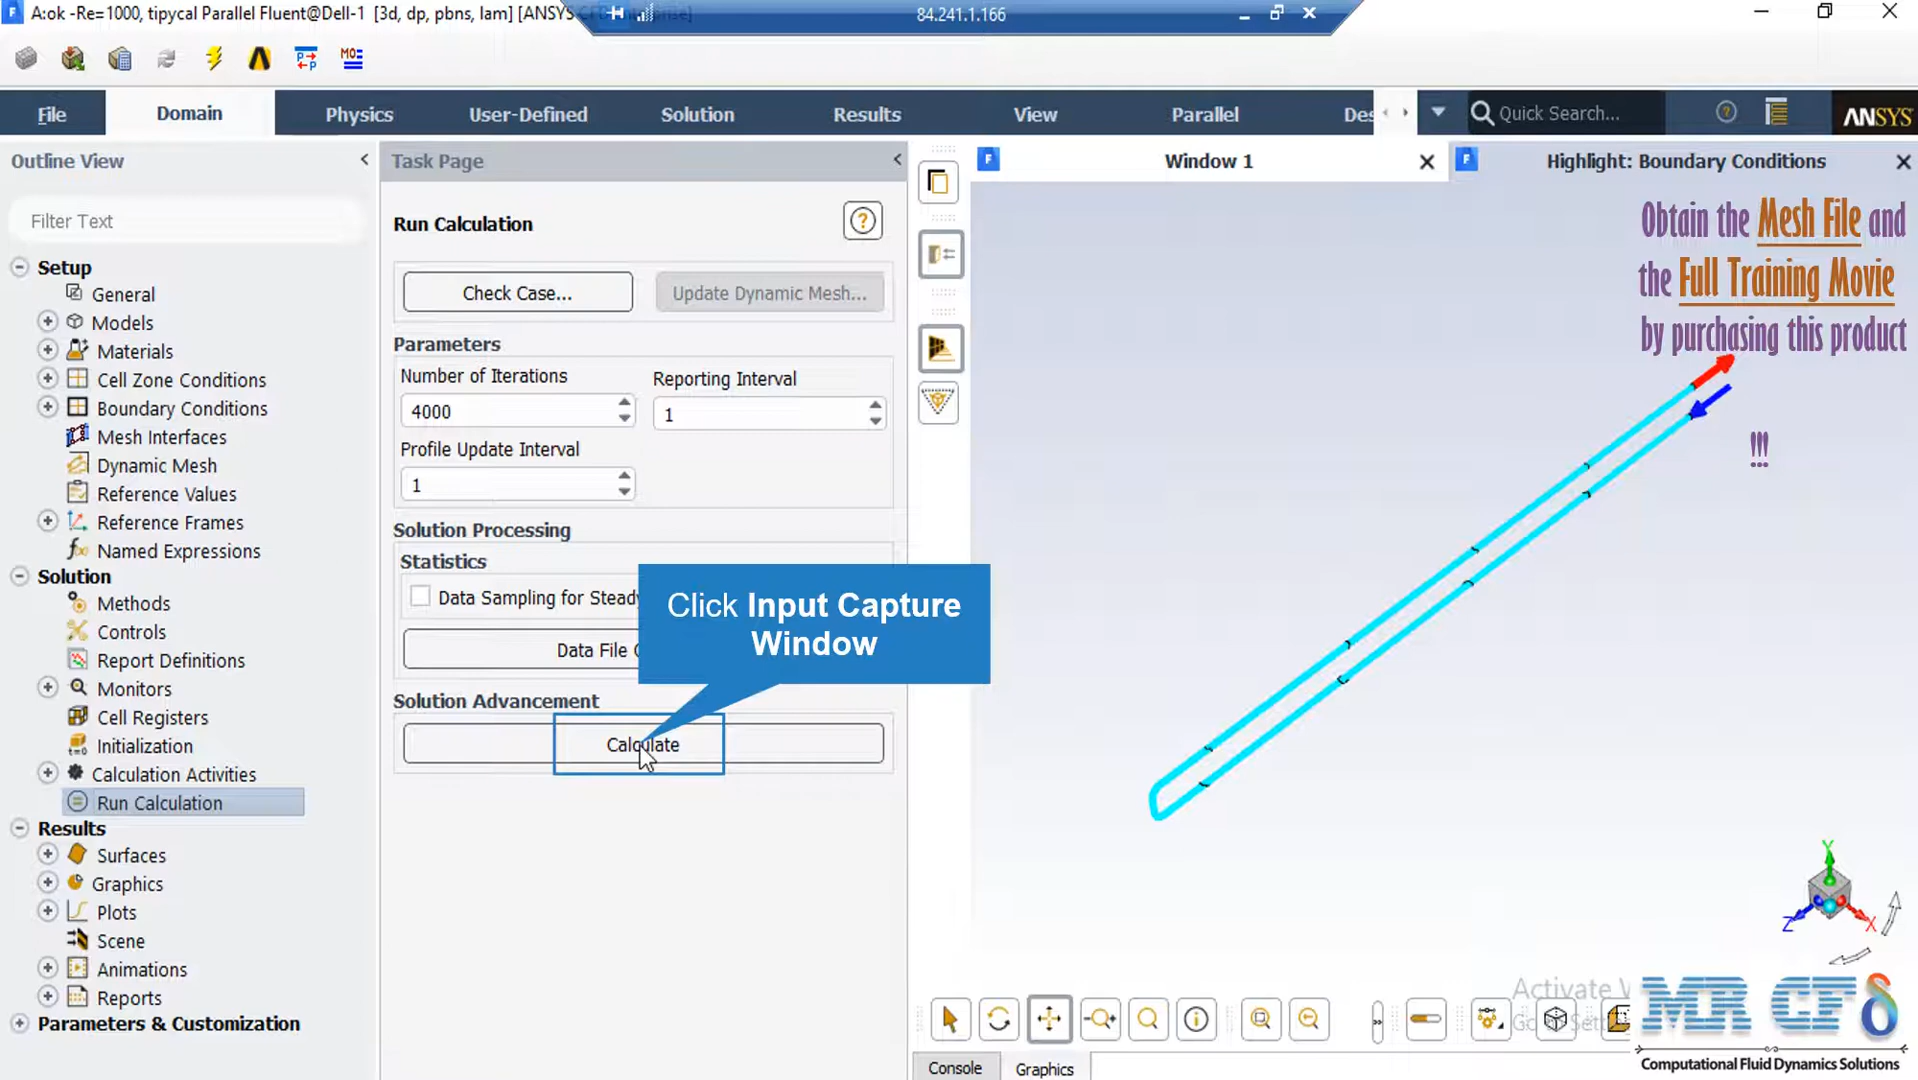 A:ok -Re=1000, tipycal Parallel Fluent@Dell-1 [3d, dp, pbns, lam] [ANSYS CFD Enterprise]
84.241.1.166
File
Domain
Physics
User-Defined
Solution
Results
View
Parallel
Des
Quick Search...
ANSYS
Outline View
Filter Text
Setup
General
Models
Materials
Cell Zone Conditions
Boundary Conditions
Mesh Interfaces
Dynamic Mesh
Reference Values
Reference Frames
Named Expressions
Solution
Methods
Controls
Report Definitions
Monitors
Cell Registers
Initialization
Calculation Activities
Run Calculation
Results
Surfaces
Graphics
Plots
Scene
Animations
Reports
Parameters & Customization
Task Page
Run Calculation
Check Case...
Update Dynamic Mesh...
Parameters
Number of Iterations
Reporting Interval
4000
1
Profile Update Interval
1
Solution Processing
Statistics
Data Sampling for Steady
Data File
Click Input Capture
Window
Solution Advancement
Calculate
Window 1
Highlight: Boundary Conditions
Obtain the Mesh File and
the Full Training Movie
by purchasing this product
!!!
Y
Z
X
Activate
MR CFD
Computational Fluid Dynamics Solutions
Console
Graphics